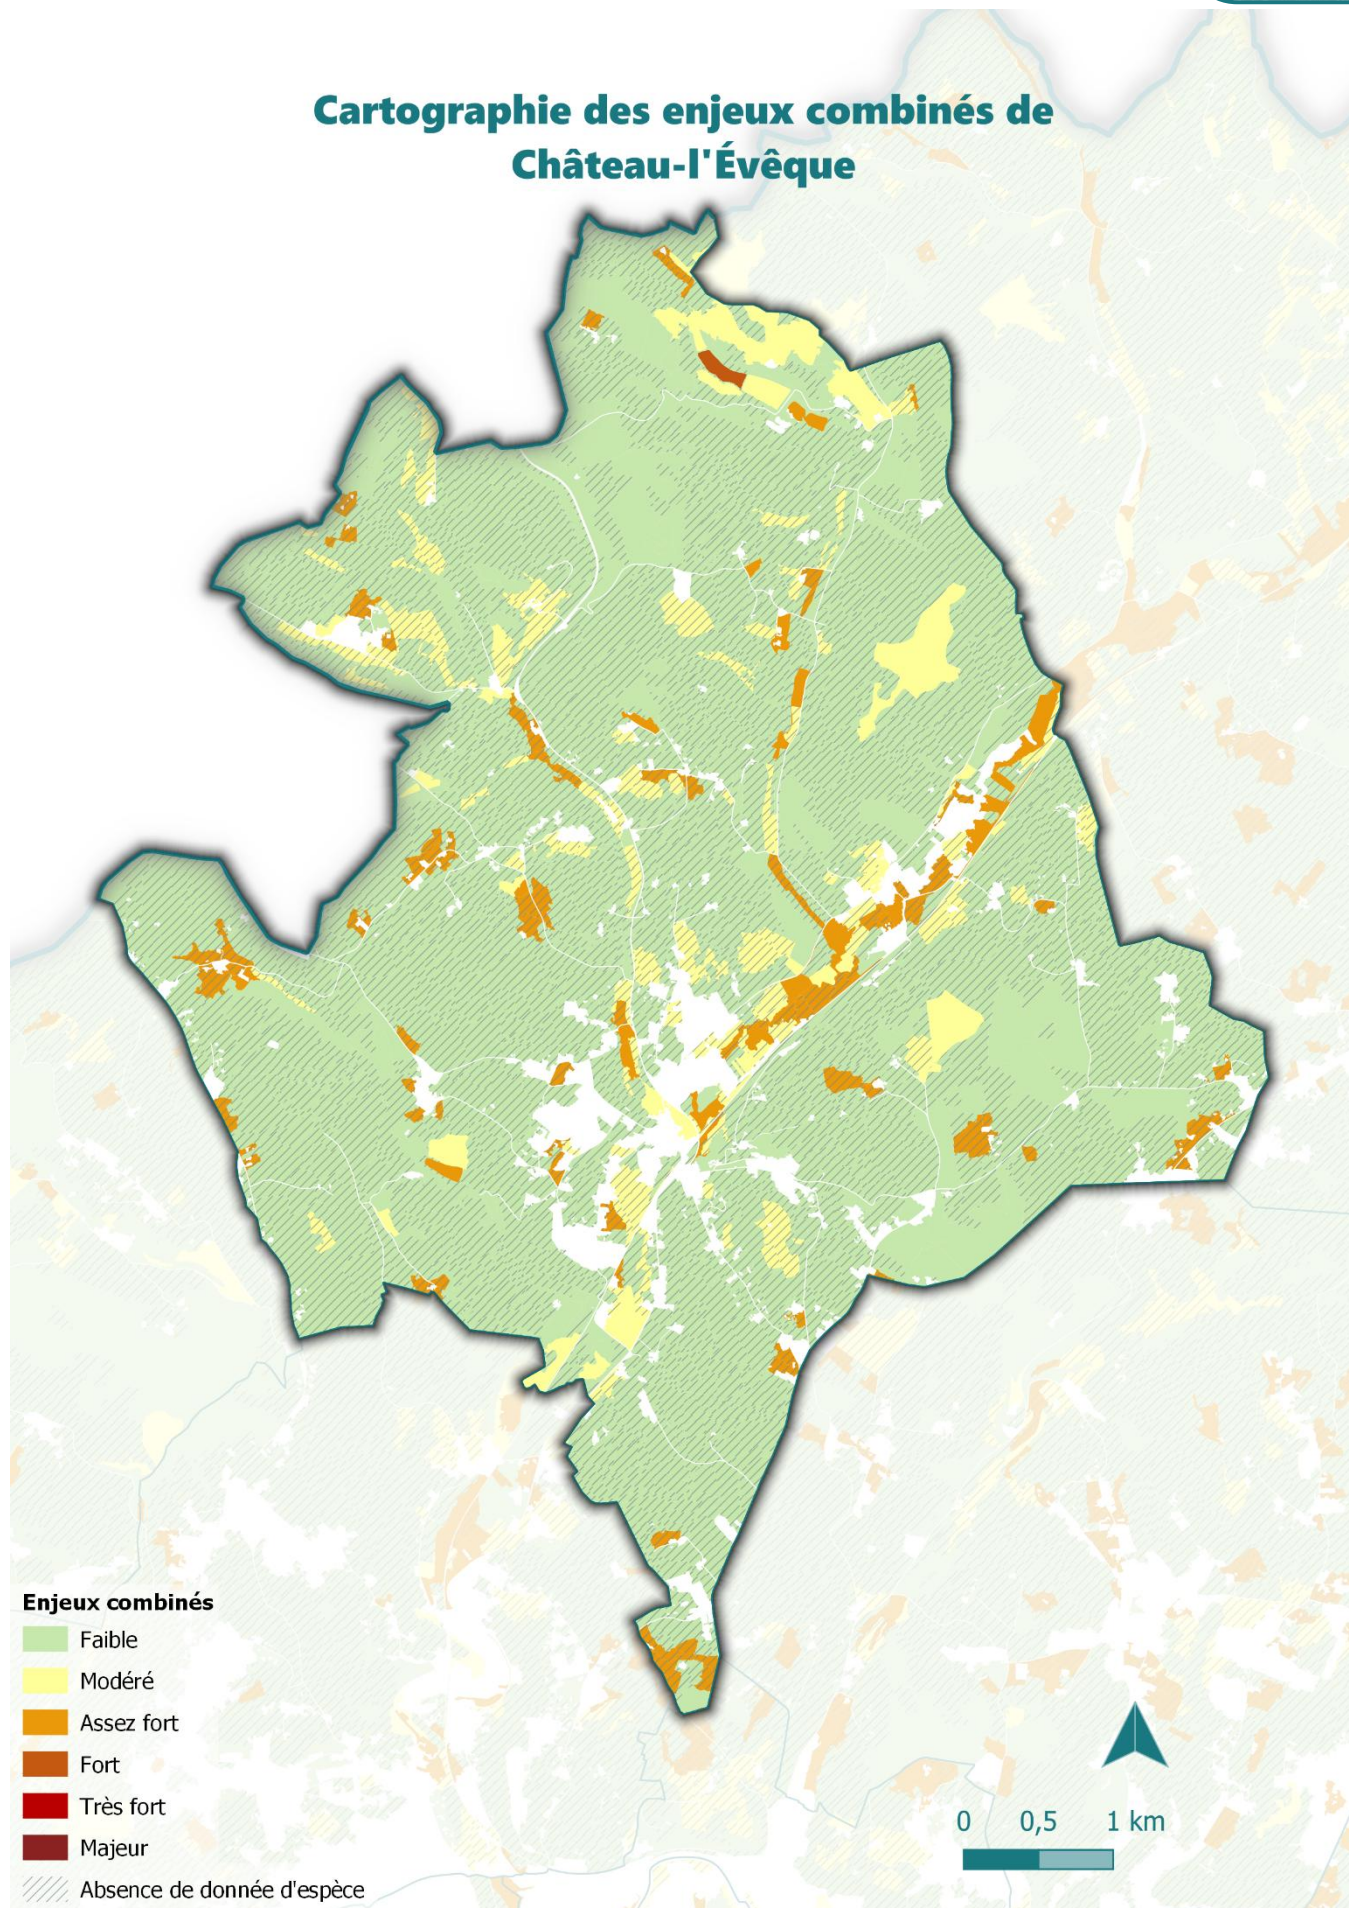 Cartographie des enjeux combinés de
Château-l'Évêque
Enjeux combinés
Faible
Modéré
Assez fort
Fort
Très fort
Majeur
Absence de donnée d'espèce
0 0,5 1 km